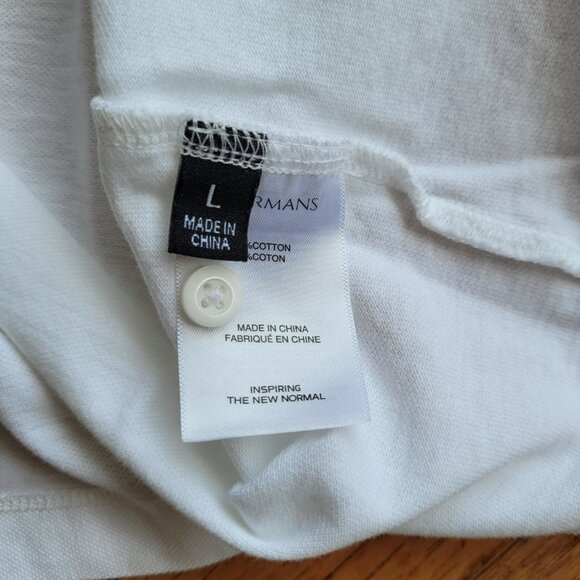 L
MADE IN
CHINA
RMANS
%COTTON
%COTON
MADE IN CHINA
FABRIQUÉ EN CHINE
INSPIRING
THE NEW NORMAL